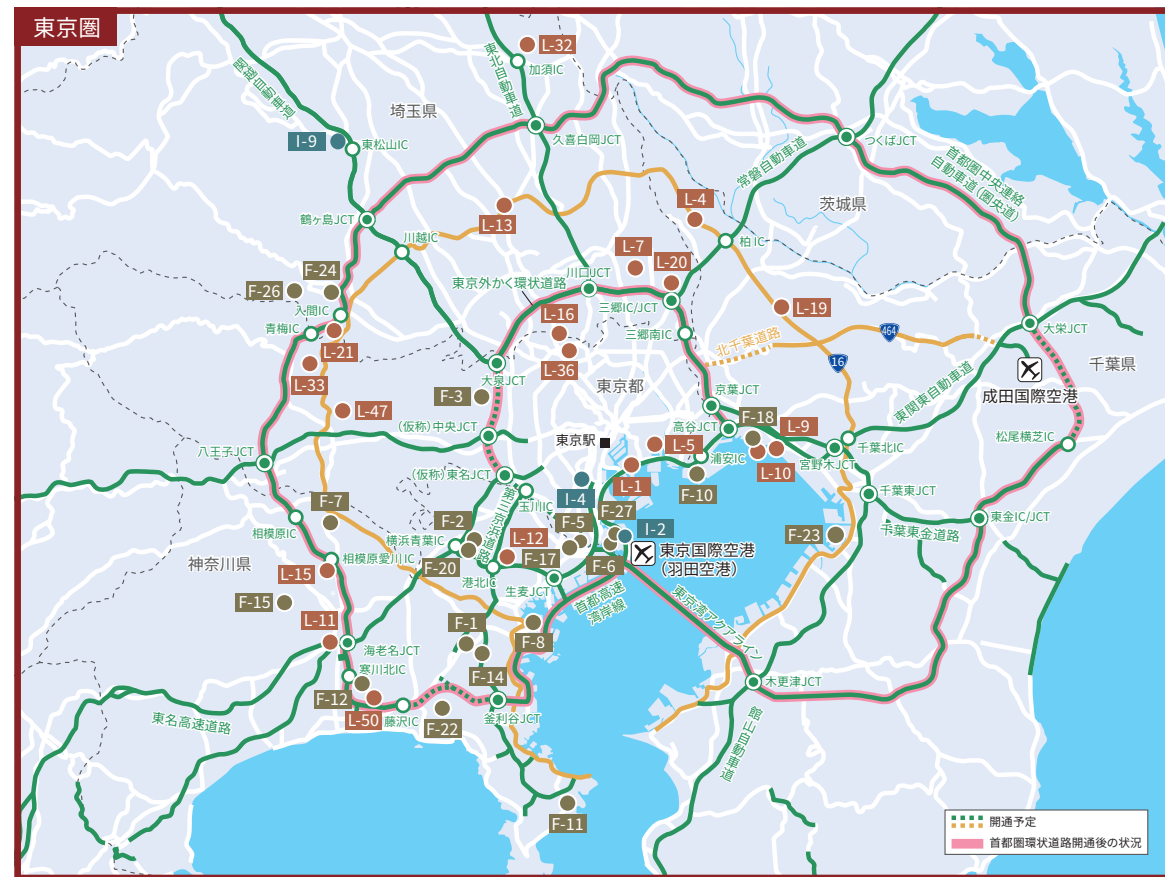 東京圏
L-32
加須IC
東北自動車道
関越自動車道
埼玉県
I-9
東松山IC
久喜白岡JCT
つくばJCT
常磐自動車道
首都圏中央連絡
自動車道（圏央道）
茨城県
鶴ヶ島JCT
L-13
L-4
川越IC
柏IC
L-7
L-20
F-24
F-26
東京外かく環状道路
川口JCT
三郷IC/JCT
入間IC
青梅IC
L-16
L-19
L-21
L-36
三郷南IC
北千葉道路
464
16
大栄JCT
L-33
大泉JCT
東京都
千葉県
F-3
京葉JCT
東関東自動車道
成田国際空港
L-47
(仮称)中央JCT
高谷JCT
F-18
L-9
東京駅
L-5
松尾横芝IC
千葉北IC
八王子JCT
浦安IC
L-10
宮野木JCT
(仮称)東名JCT
L-1
F-10
I-4
玉川IC
千葉東JCT
F-7
第三京浜道路
F-27
東金IC/JCT
F-2
F-5
I-2
相模原IC
横浜青葉IC
L-12
F-23
千葉東金道路
F-17
東京国際空港
（羽田空港）
F-20
神奈川県
相模原愛川IC
F-6
L-15
港北IC
生麦JCT
首都高速
湾岸線
東京湾アクアライン
F-15
L-11
F-1
F-8
海老名JCT
寒川北IC
F-14
木更津JCT
F-12
L-50
藤沢IC
F-22
釜利谷JCT
東名高速道路
館山自動車道
F-11
開通予定
首都圏環状道路開通後の状況